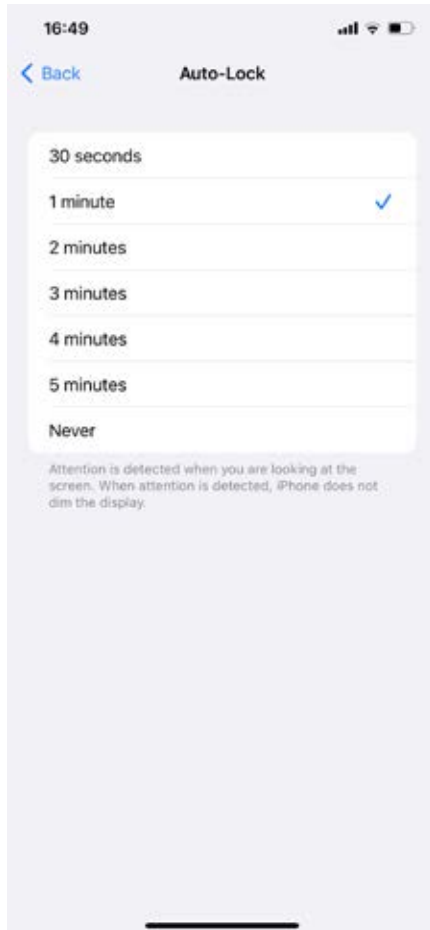 16:49
Back
Auto-Lock
30 seconds
1 minute
2 minutes
3 minutes
4 minutes
5 minutes
Never
Attention is detected when you are looking at the
screen. When attention is detected, iPhone does not
dim the display.